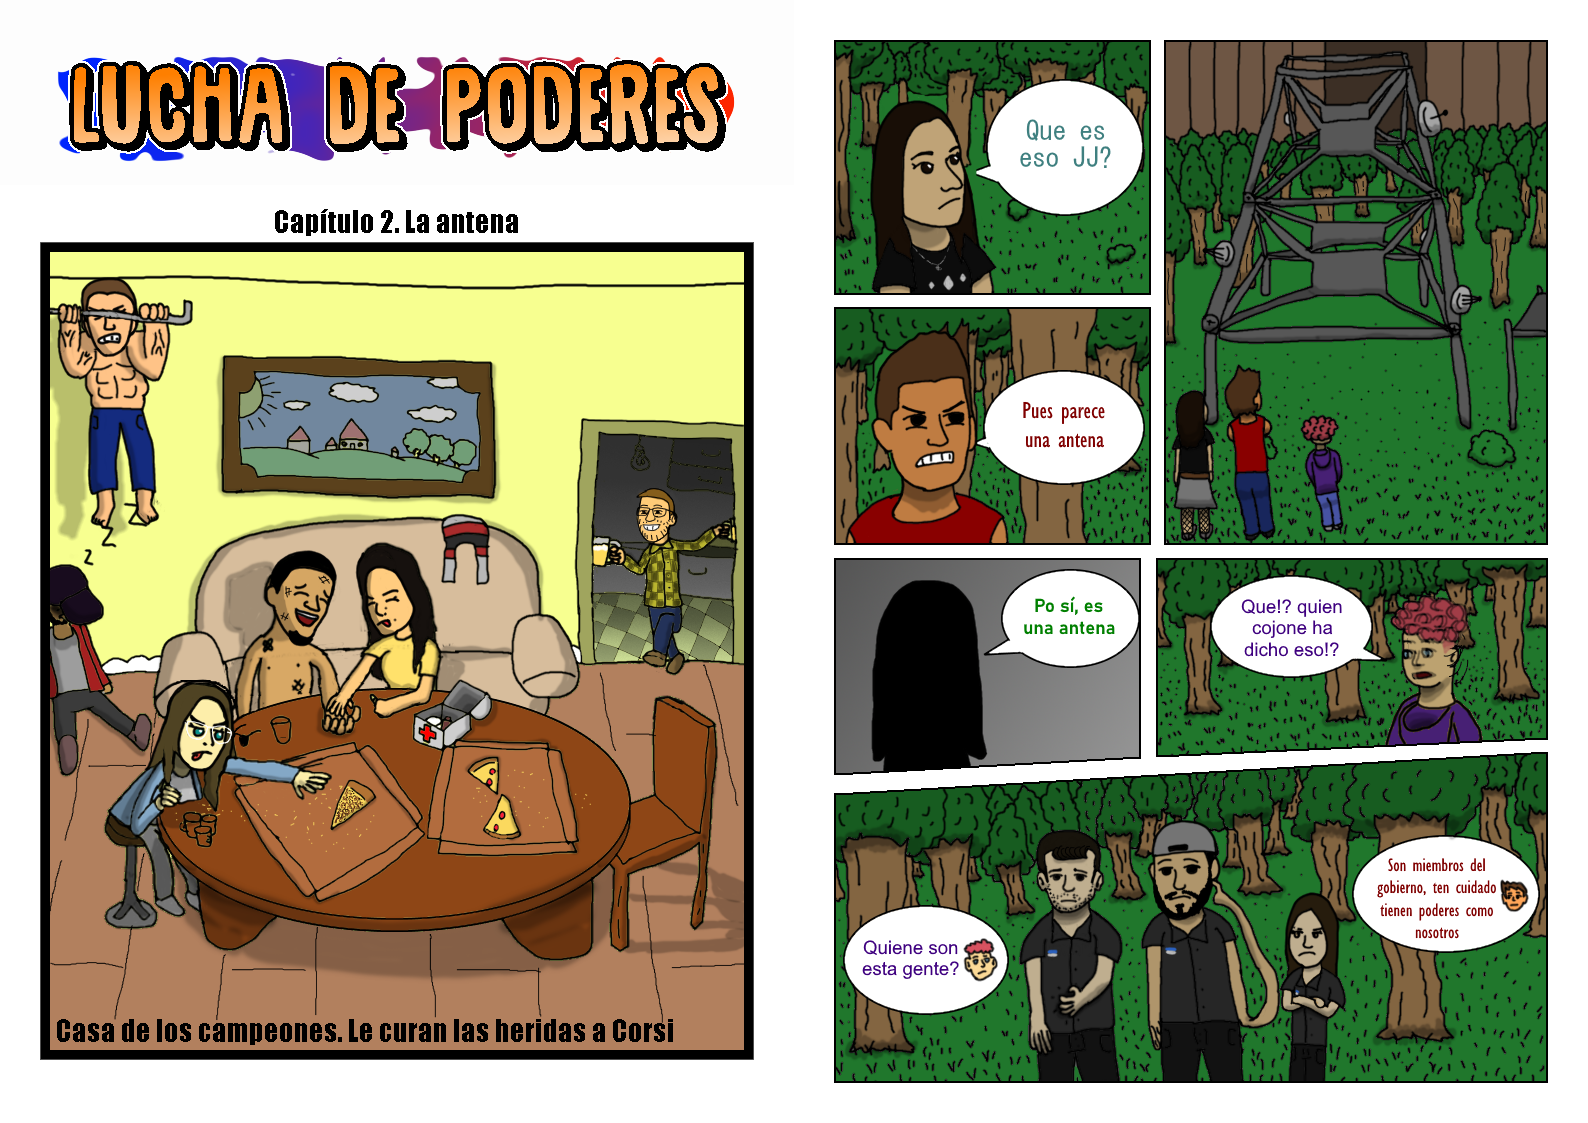 LUCHA DE PODERES
Capítulo 2. La antena
z
z
z
Casa de los campeones. Le curan las heridas a Corsi
Que es
eso JJ?
Pues parece
una antena
Po sí, es
una antena
Que!? quien
cojone ha
dicho eso!?
Quiene son
esta gente?
Son miembros del
gobierno, ten cuidado
tienen poderes como
nosotros